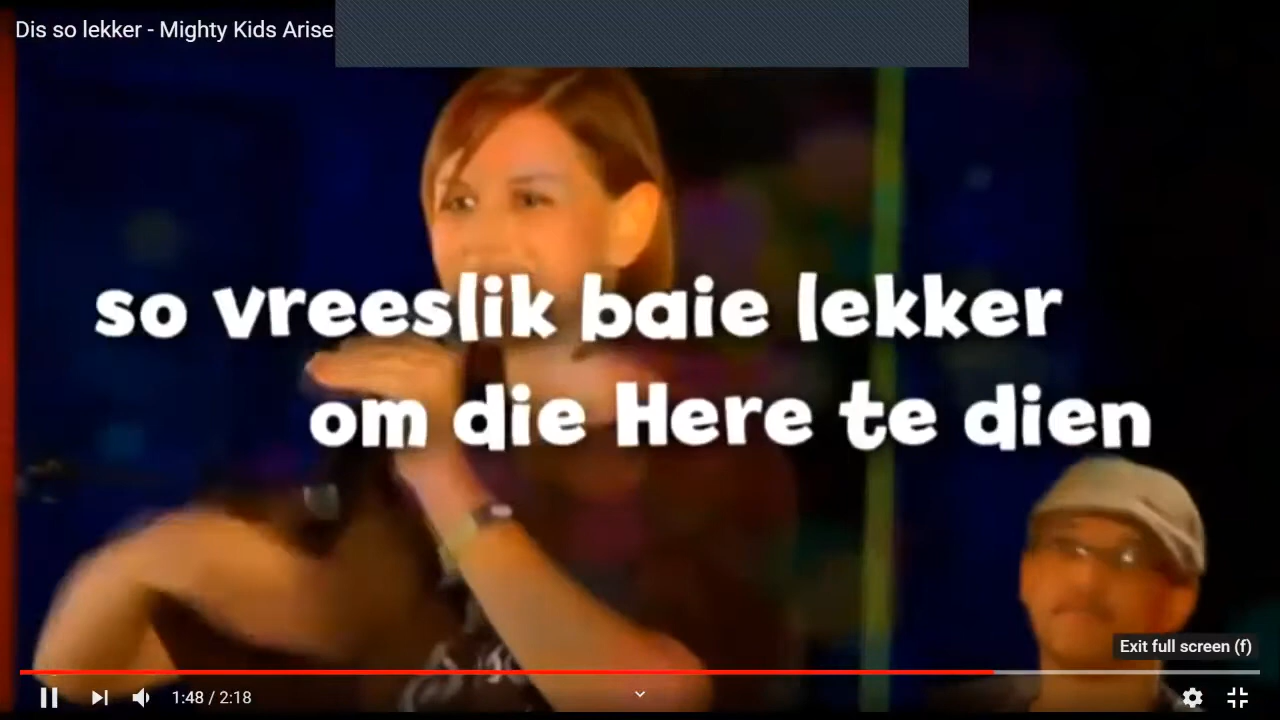 Dis so lekker - Mighty Kids Arise
so vreeslik baie lekker
om die Here te dien
Exit full screen (f)
1:48 / 2:18